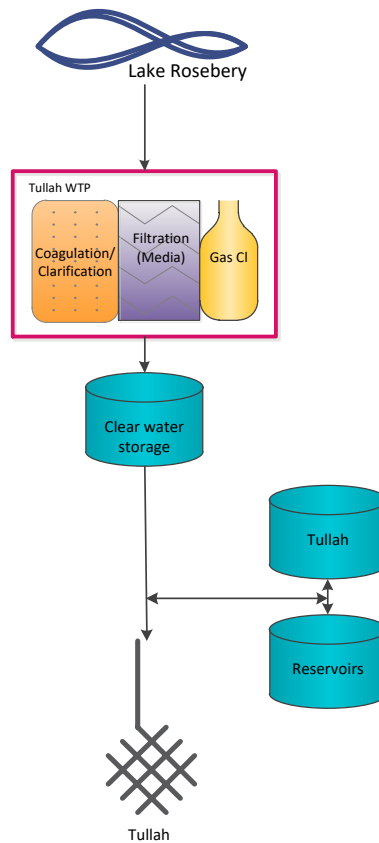 Lake Rosebery
Tullah WTP
Coagulation/
Clarification
Filtration
(Media)
Gas Cl
Clear water
storage
Tullah
Reservoirs
Tullah